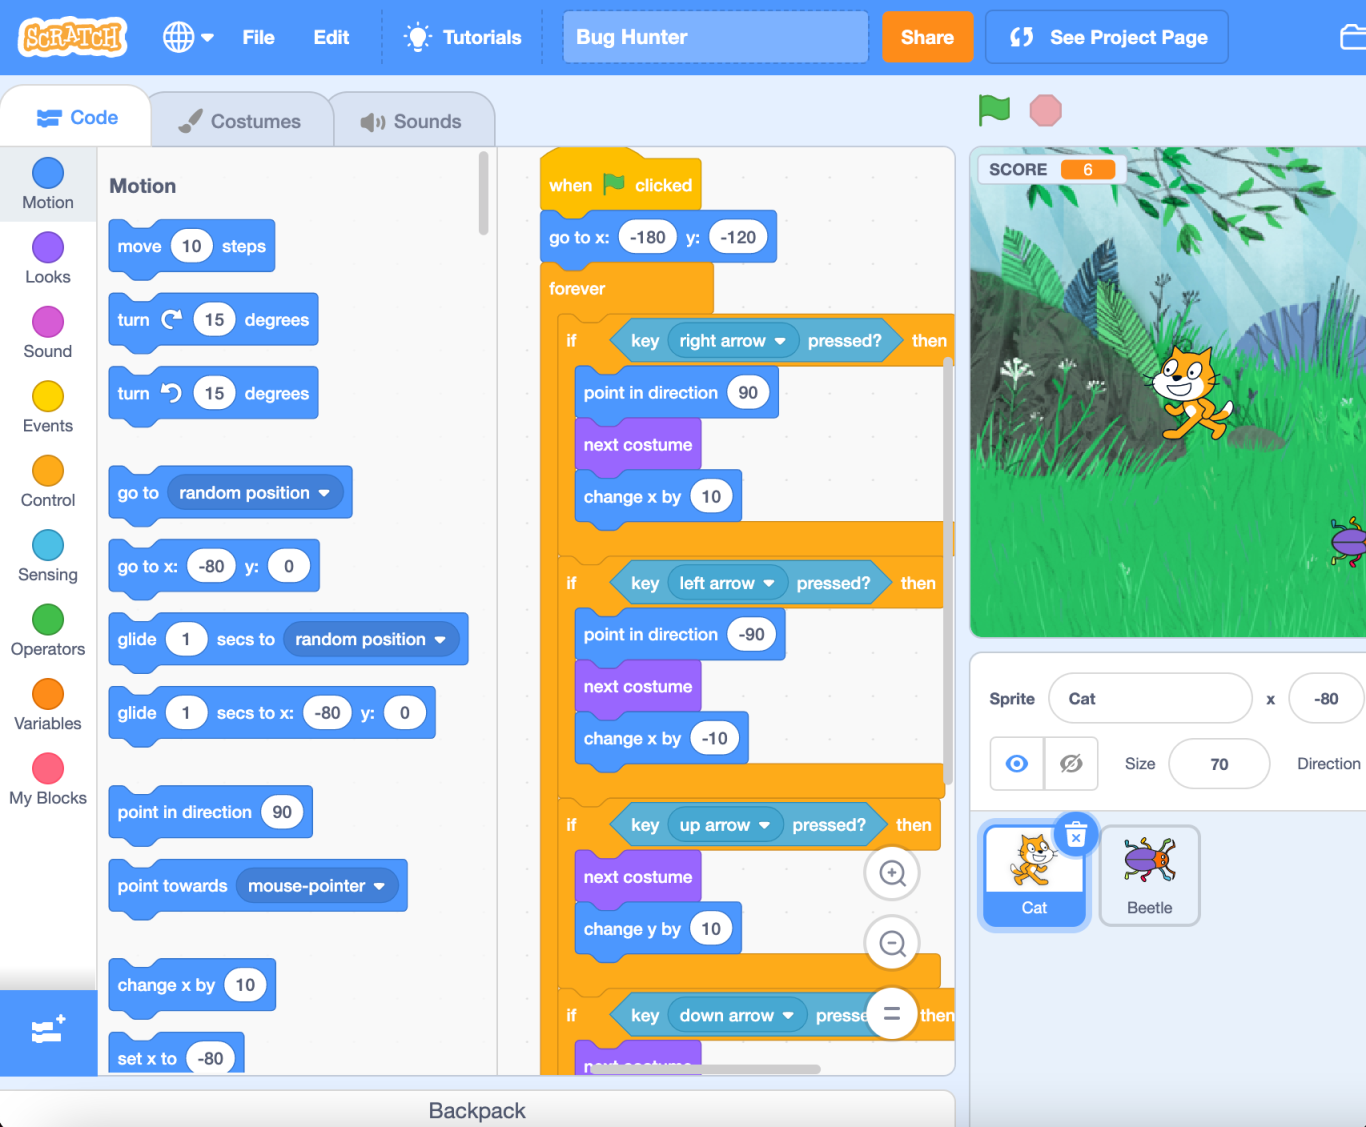 SCRATCH
File
Edit
Tutorials
Bug Hunter
Share
See Project Page
Code
Costumes
Sounds
Motion
Looks
Sound
Events
Control
Sensing
Operators
Variables
My Blocks
Motion
move 10 steps
turn 15 degrees
turn 15 degrees
go to random position
go to x: -80 y: 0
glide 1 secs to random position
glide 1 secs to x: -80 y: 0
point in direction 90
point towards mouse-pointer
change x by 10
set x to -80
when clicked
go to x: -180 y: -120
forever
if key right arrow pressed? then
point in direction 90
next costume
change x by 10
if key left arrow pressed? then
point in direction -90
next costume
change x by -10
if key up arrow pressed? then
next costume
change y by 10
if key down arrow presse then
next costume
SCORE 6
Sprite Cat x -80
Size 70 Direction
Cat
Beetle
Backpack